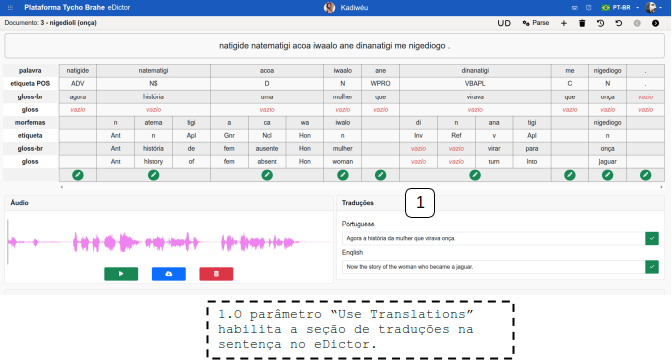 Plataforma Tycho Brahe eDictor Kadiwéu PT-BR
Documento: 3 - nigedioli (onça) UD Parse
natigide natematigi acoa iwaalo ane dinanatigi me nigediogo .
palavra natigide natematigi acoa iwaalo ane dinanatigi me nigediogo .
etiqueta POS ADV N$ D N WPRO VBAPL C N .
gloss-br agora história uma mulher que virava que onça vazio
gloss vazio vazio vazio vazio vazio vazio vazio vazio vazio
morfemas n atema tigi a ca wa iwalo di n ana tigi nigediogo
etiqueta Ant n Apl Gnr Ncl Hon n Inv Ref v Apl n
gloss-br Ant história de fem ausente Hon mulher vazio vazio virar para onça
gloss Ant history of fem absent Hon woman vazio vazio turn into jaguar
Áudio
Traduções
1
Portuguese
Agora a história da mulher que virava onça.
English
Now the story of the woman who became a jaguar.
1.O parâmetro “Use Translations”
habilita a seção de traduções na
sentença no eDictor.